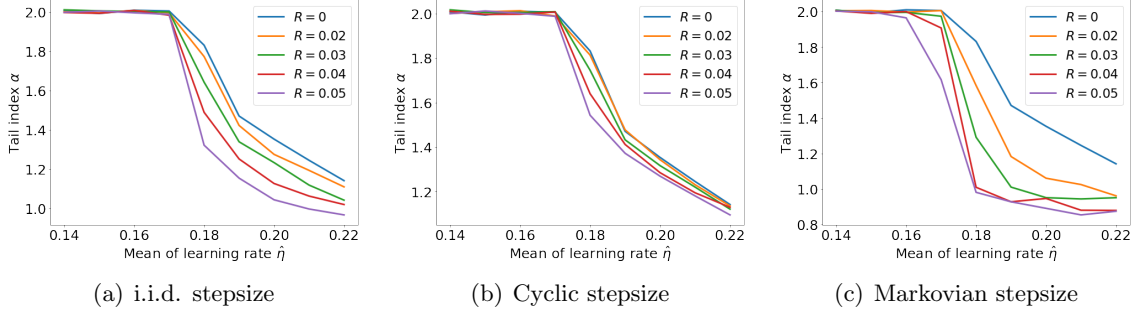 2.0
1.8
1.6
1.4
1.2
1.0
Tail index α
0.14 0.16 0.18 0.20 0.22
Mean of learning rate η̂
R = 0
R = 0.02
R = 0.03
R = 0.04
R = 0.05
(a) i.i.d. stepsize
2.0
1.8
1.6
1.4
1.2
Tail index α
0.14 0.16 0.18 0.20 0.22
Mean of learning rate η̂
R = 0
R = 0.02
R = 0.03
R = 0.04
R = 0.05
(b) Cyclic stepsize
2.0
1.8
1.6
1.4
1.2
1.0
0.8
Tail index α
0.14 0.16 0.18 0.20 0.22
Mean of learning rate η̂
R = 0
R = 0.02
R = 0.03
R = 0.04
R = 0.05
(c) Markovian stepsize